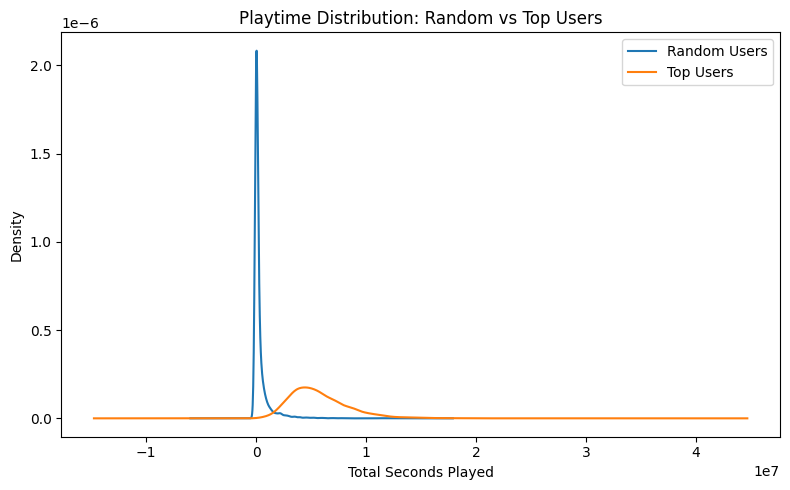 Playtime Distribution: Random vs Top Users
1e−6
2.0
1.5
1.0
0.5
0.0
Density
Random Users
Top Users
−1
0
1
2
3
4
1e7
Total Seconds Played